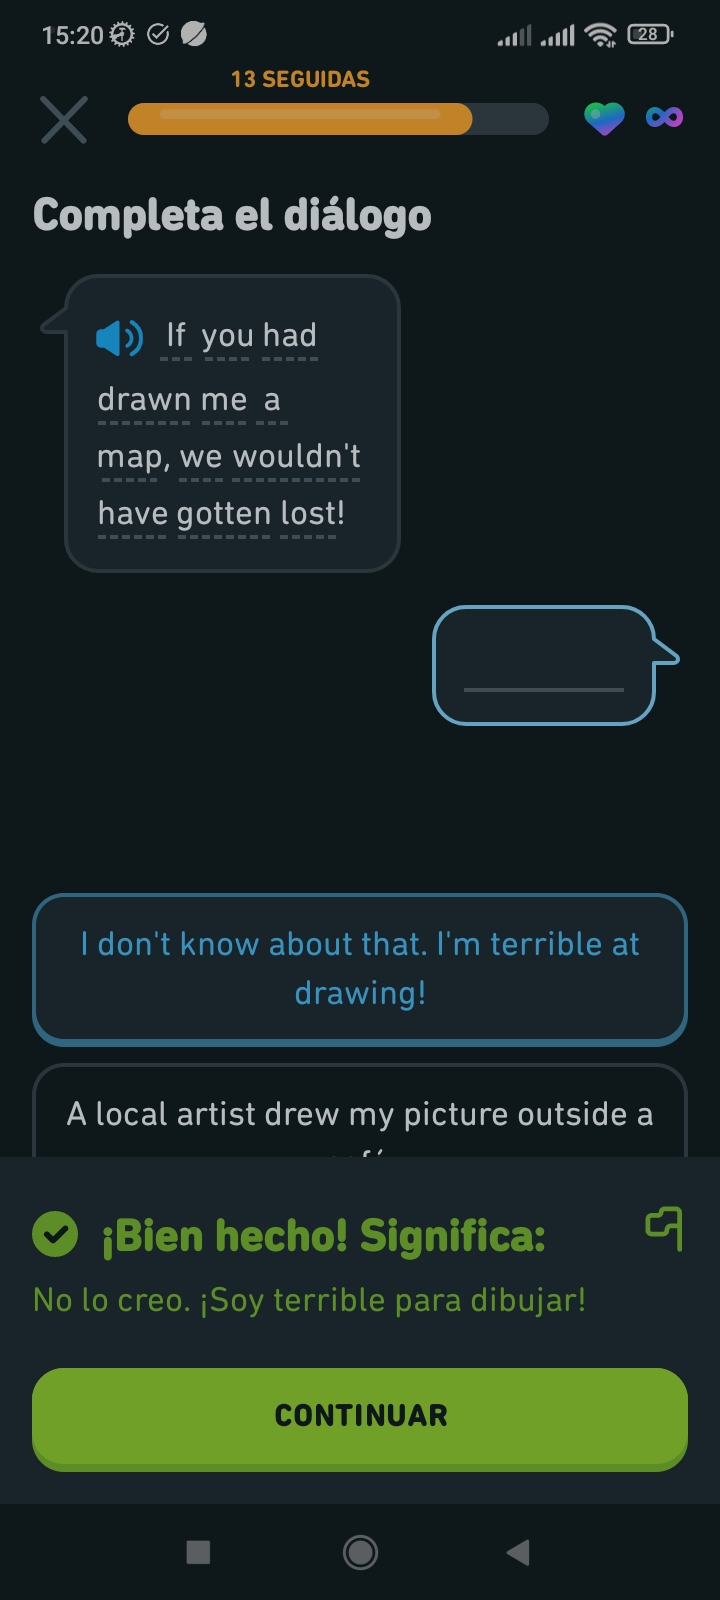 15:20
28
13 SEGUIDAS
Completa el diálogo
If you had
drawn me a
map, we wouldn't
have gotten lost!
I don't know about that. I'm terrible at
drawing!
A local artist drew my picture outside a
¡Bien hecho! Significa:
No lo creo. ¡Soy terrible para dibujar!
CONTINUAR